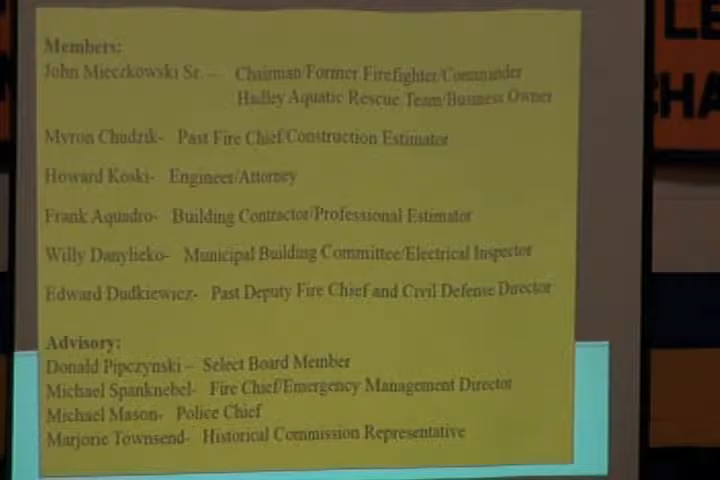 Members:
John Mieczkowski Sr. – Chairman/Former Firefighter/Commander
Hadley Aquatic Rescue Team/Business Owner
Myron Chudzik- Past Fire Chief/Construction Estimator
Howard Koski- Engineer/Attorney
Frank Aquadro- Building Contractor/Professional Estimator
Willy Danylieko- Municipal Building Committee/Electrical Inspector
Edward Dudkiewicz- Past Deputy Fire Chief and Civil Defense Director
Advisory:
Donald Pipczynski – Select Board Member
Michael Spanknebel- Fire Chief/Emergency Management Director
Michael Mason- Police Chief
Marjorie Townsend- Historical Commission Representative
LE
HA